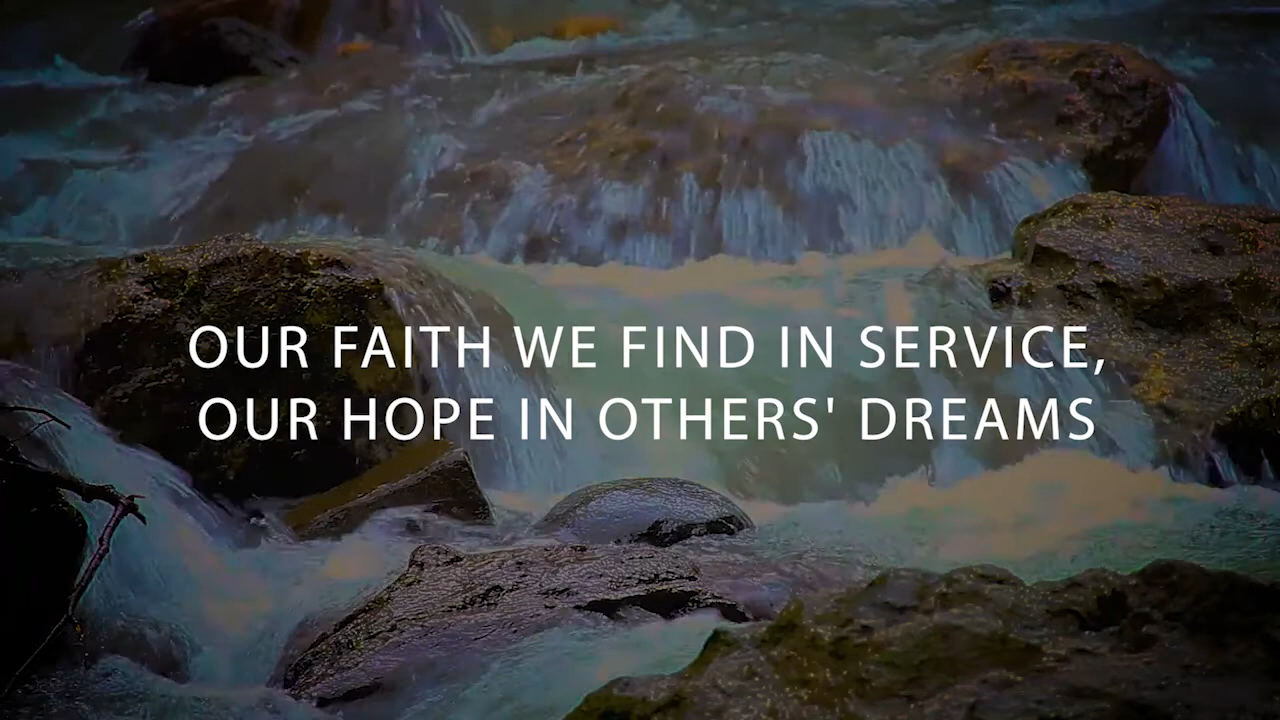 OUR FAITH WE FIND IN SERVICE,
OUR HOPE IN OTHERS' DREAMS